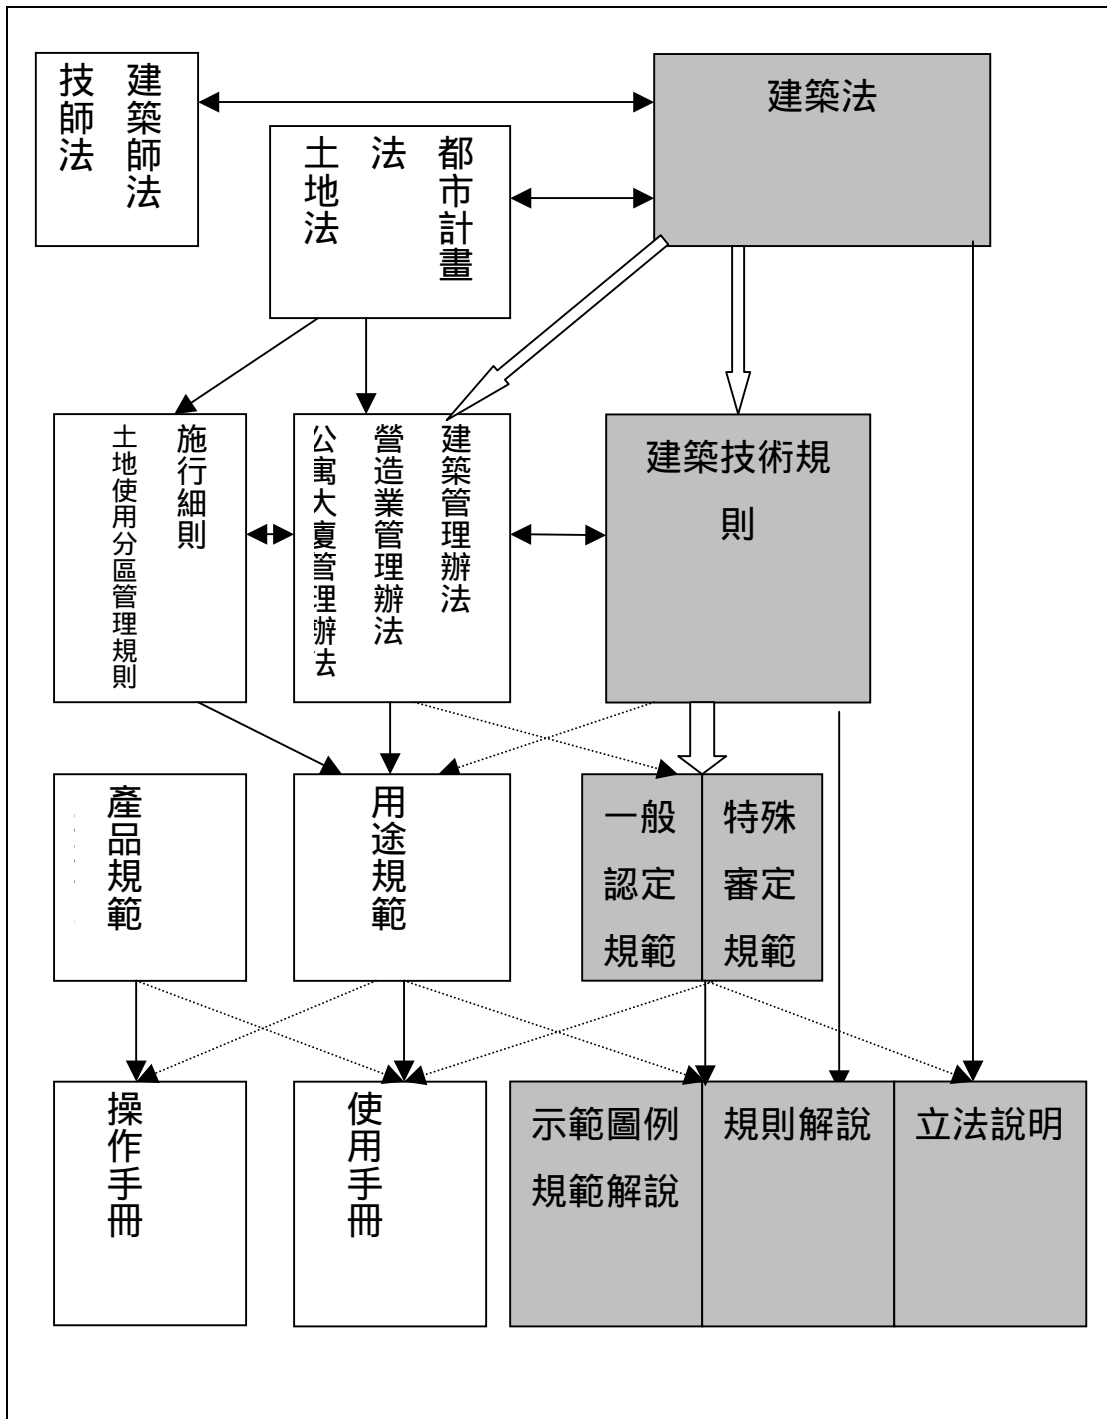 建築師法
技師法
建築法
都市計畫
法
土地法
施行細則
土地使用分區管理規則
建築管理辦法
營造業管理辦法
公寓大廈管理辦法
建築技術規
則
產品規範
用途規範
一般
認定
規範
特殊
審定
規範
操作手冊
使用手冊
示範圖例
規範解說
規則解說
立法說明